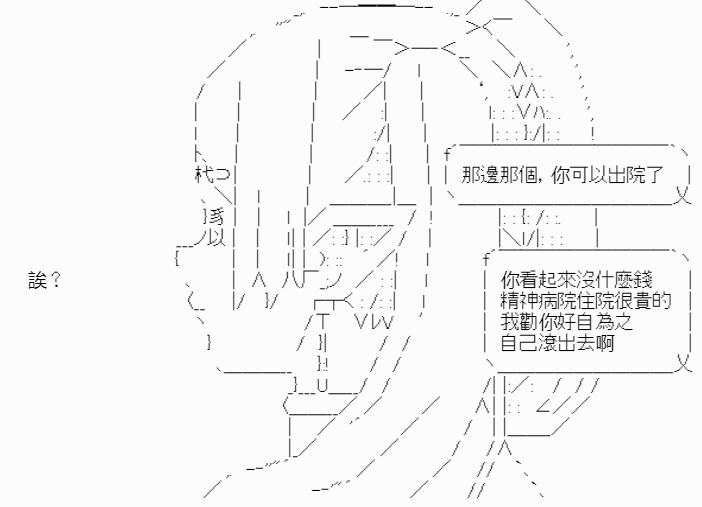 那邊那個，你可以出院了
誒？
你看起來沒什麼錢
精神病院住院很貴的
我勸你好自為之
自己滾出去啊